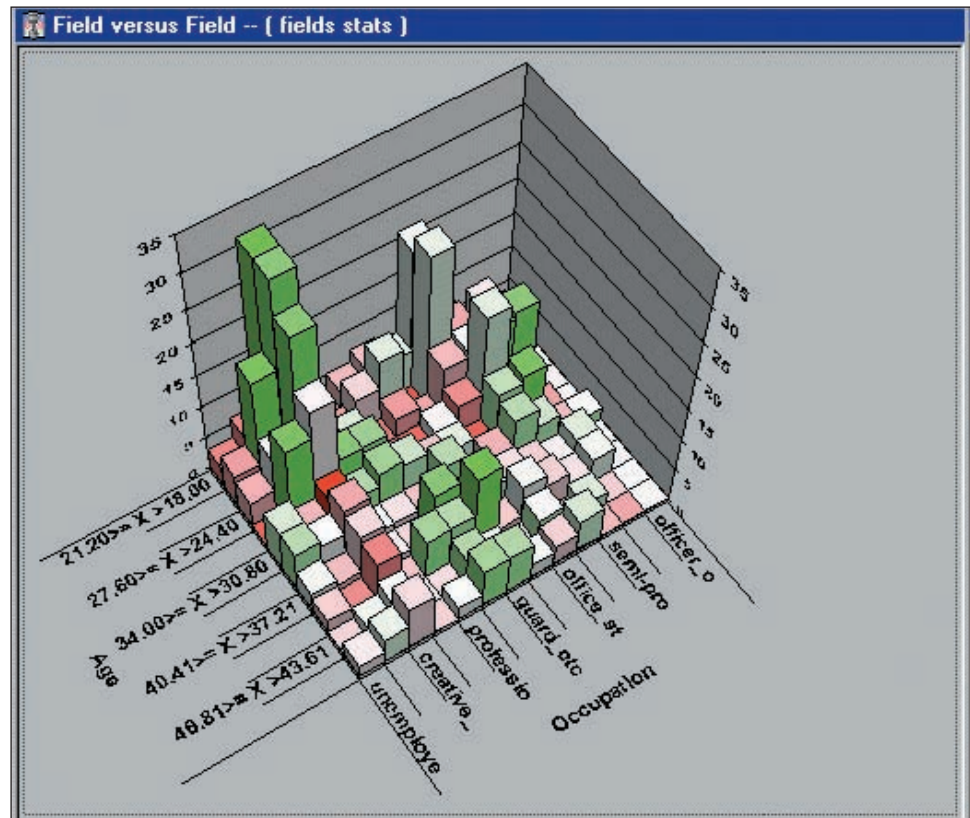 Field versus Field -- ( fields stats )
35
30
25
20
15
10
5
0
35
30
25
20
15
10
5
0
21.20>= X >18.00
27.60>= X >24.40
34.00>= X >30.80
40.41>= X >37.21
46.81>= X >43.61
Age
unemploye
creative_
professio
guard_etc
office_st
semi-pro
officer_o
Occupation